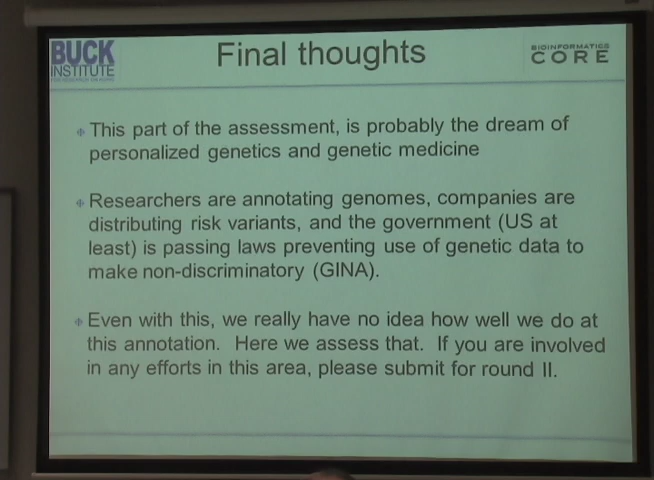 BUCK
INSTITUTE
Final thoughts
BIOINFORMATICS
CORE
This part of the assessment, is probably the dream of
personalized genetics and genetic medicine
Researchers are annotating genomes, companies are
distributing risk variants, and the government (US at
least) is passing laws preventing use of genetic data to
make non-discriminatory (GINA).
Even with this, we really have no idea how well we do at
this annotation. Here we assess that. If you are involved
in any efforts in this area, please submit for round II.